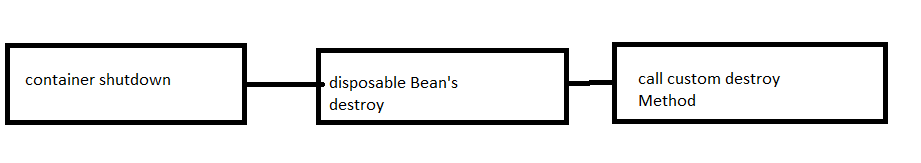 container shutdown
disposable Bean's
destroy
call custom destroy
Method